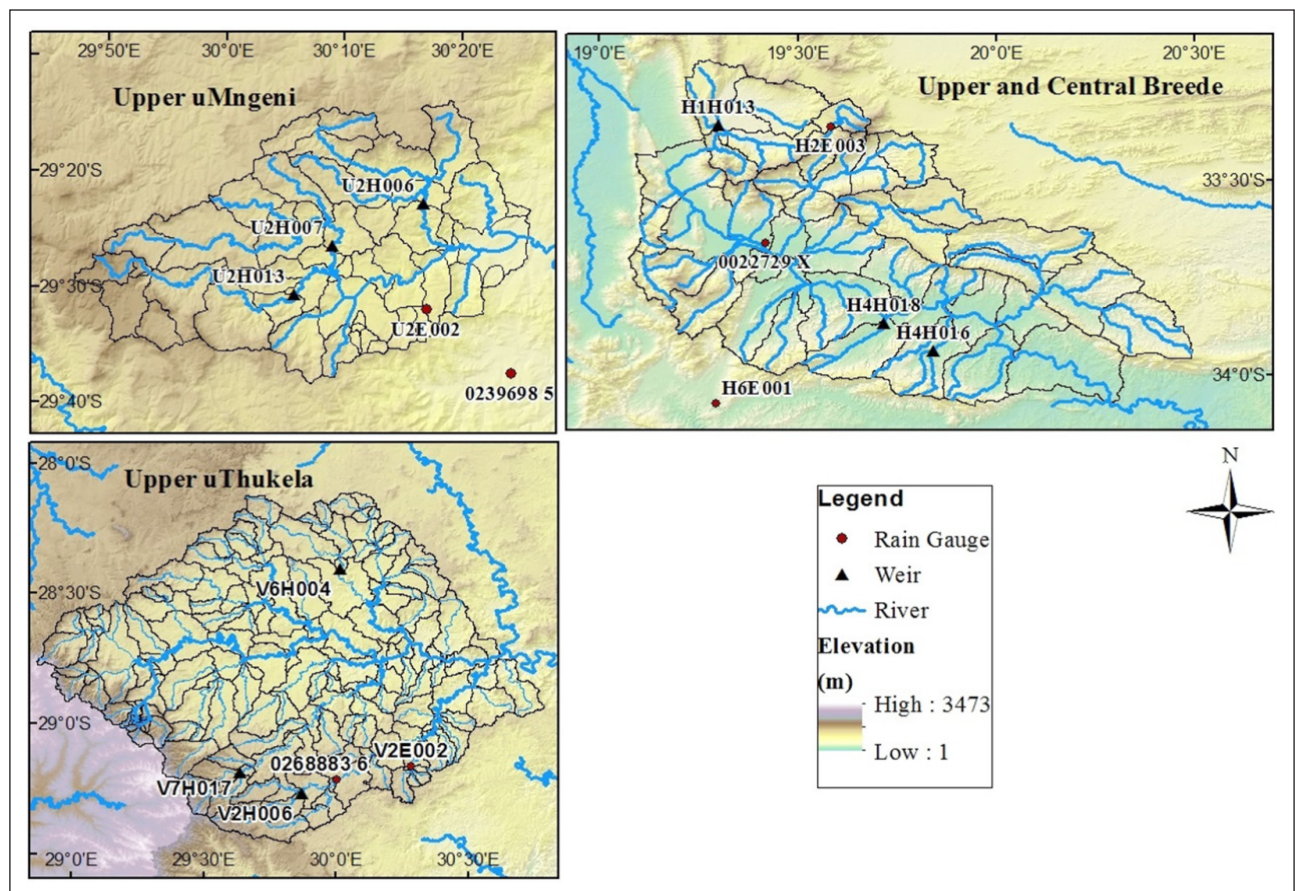 29°50'E 30°0'E 30°10'E 30°20'E
Upper uMngeni
29°20'S
U2H006
U2H007
U2H013
29°30'S
U2E002
29°40'S
0239698 5
19°0'E 19°30'E 20°0'E 20°30'E
Upper and Central Breede
H1H013
H2E003
33°30'S
0022729 X
H4H018
H4H016
34°0'S
H6E001
28°0'S
Upper uThukela
V6H004
28°30'S
29°0'S
V2E002
0268883 6
V7H017
V2H006
29°0'E 29°30'E 30°0'E 30°30'E
N
Legend
Rain Gauge
Weir
River
Elevation
(m)
High : 3473
Low : 1